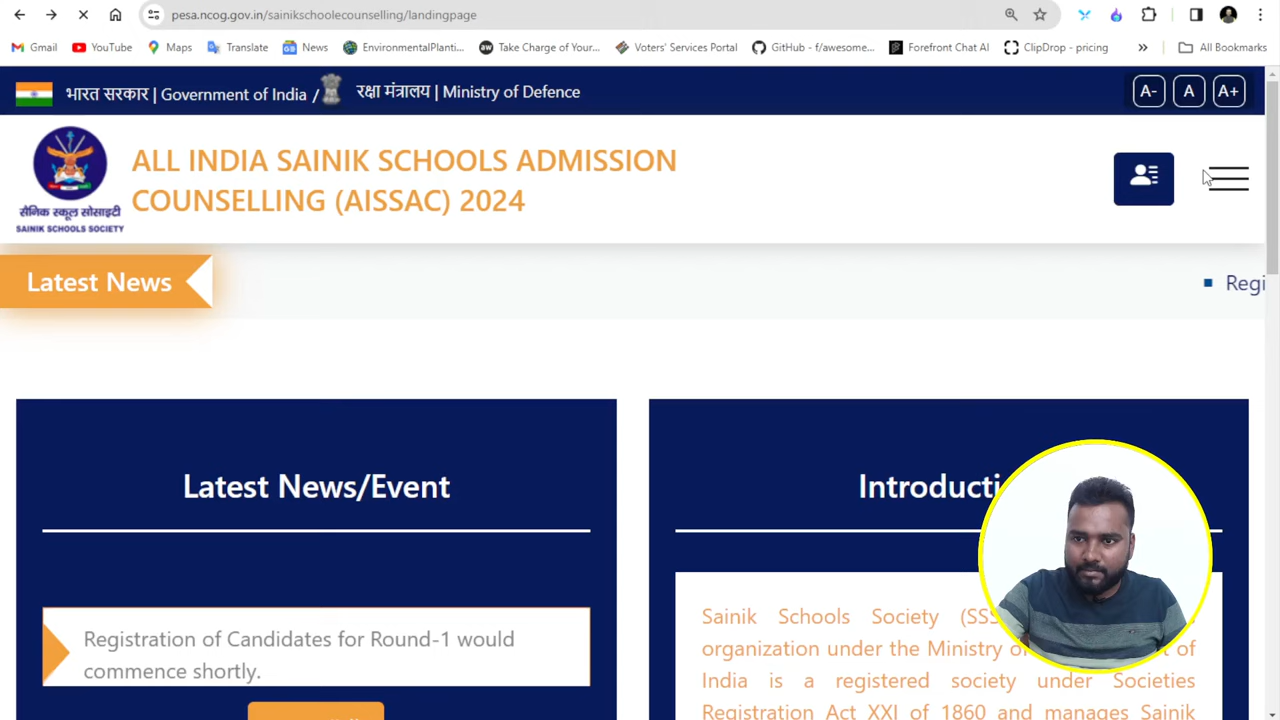 pesa.ncog.gov.in/sainikschoolecounselling/landingpage
Gmail YouTube Maps Translate News EnvironmentalPlanti... Take Charge of Your... Voters' Services Portal GitHub - f/awesome... Forefront Chat AI ClipDrop - pricing » All Bookmarks
भारत सरकार | Government of India / रक्षा मंत्रालय | Ministry of Defence A- A A+
ALL INDIA SAINIK SCHOOLS ADMISSION
COUNSELLING (AISSAC) 2024
सैनिक स्कूल सोसाइटी
SAINIK SCHOOLS SOCIETY
Latest News
Regi
Latest News/Event
Registration of Candidates for Round-1 would
commence shortly.
Introducti
Sainik Schools Society (SSS
organization under the Ministry of
of
India is a registered society under Societies
Registration Act XXI of 1860 and manages Sainik